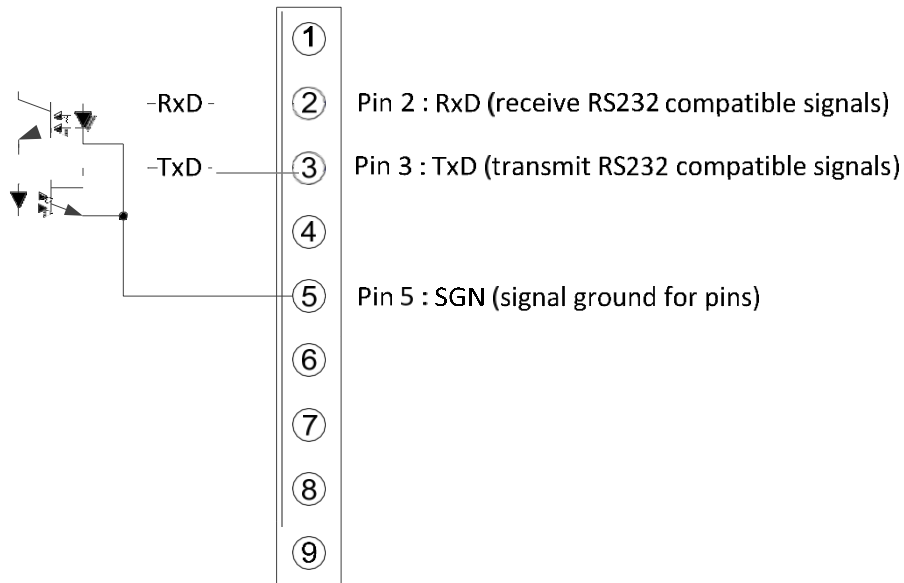 1
-RxD- 2 Pin 2 : RxD (receive RS232 compatible signals)
-TxD- 3 Pin 3 : TxD (transmit RS232 compatible signals)
4
5 Pin 5 : SGN (signal ground for pins)
6
7
8
9